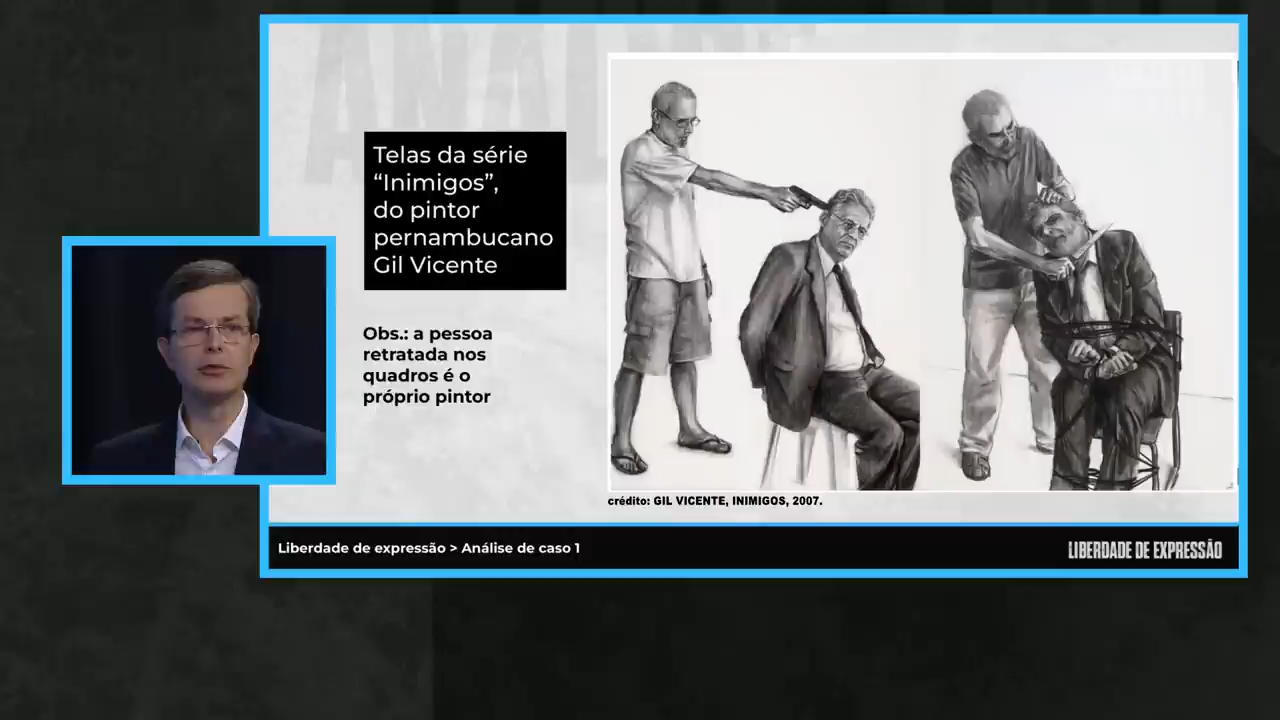 Telas da série
“Inimigos”,
do pintor
pernambucano
Gil Vicente
Obs.: a pessoa
retratada nos
quadros é o
próprio pintor
crédito: GIL VICENTE, INIMIGOS, 2007.
Liberdade de expressão > Análise de caso 1
LIBERDADE DE EXPRESSÃO